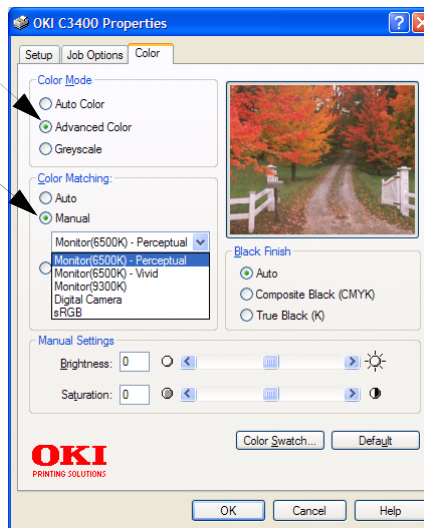 OKI C3400 Properties
Setup Job Options Color
Color Mode
Auto Color
Advanced Color
Greyscale
Color Matching:
Auto
Manual
Monitor(6500K) - Perceptual
Monitor(6500K) - Perceptual
Monitor(6500K) - Vivid
Monitor(9300K)
Digital Camera
sRGB
Black Finish
Auto
Composite Black (CMYK)
True Black (K)
Manual Settings
Brightness: 0
Saturation: 0
Color Swatch... Default
OKI
PRINTING SOLUTIONS
OK Cancel Help